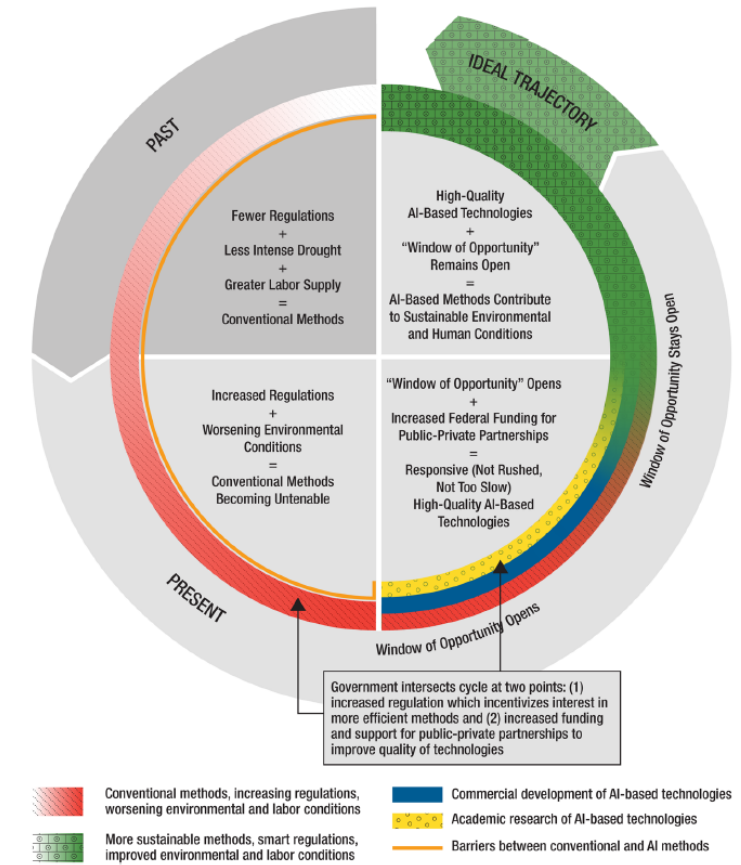 PAST
IDEAL TRAJECTORY
Fewer Regulations
+
Less Intense Drought
+
Greater Labor Supply
=
Conventional Methods
High-Quality
AI-Based Technologies
+
“Window of Opportunity”
Remains Open
=
AI-Based Methods Contribute
to Sustainable Environmental
and Human Conditions
Increased Regulations
+
Worsening Environmental
Conditions
=
Conventional Methods
Becoming Untenable
“Window of Opportunity” Opens
+
Increased Federal Funding for
Public-Private Partnerships
=
Responsive (Not Rushed,
Not Too Slow)
High-Quality AI-Based
Technologies
Window of Opportunity Stays Open
PRESENT
Window of Opportunity Opens
Government intersects cycle at two points: (1)
increased regulation which incentivizes interest in
more efficient methods and (2) increased funding
and support for public-private partnerships to
improve quality of technologies
Conventional methods, increasing regulations,
worsening environmental and labor conditions
More sustainable methods, smart regulations,
improved environmental and labor conditions
Commercial development of AI-based technologies
Academic research of AI-based technologies
Barriers between conventional and AI methods